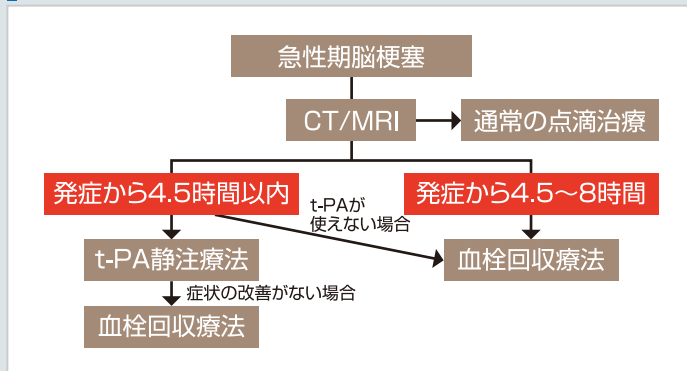 急性期脳梗塞
CT/MRI
通常の点滴治療
発症から4.5時間以内
発症から4.5〜8時間
t-PAが
使えない場合
t-PA静注療法
血栓回収療法
症状の改善がない場合
血栓回収療法